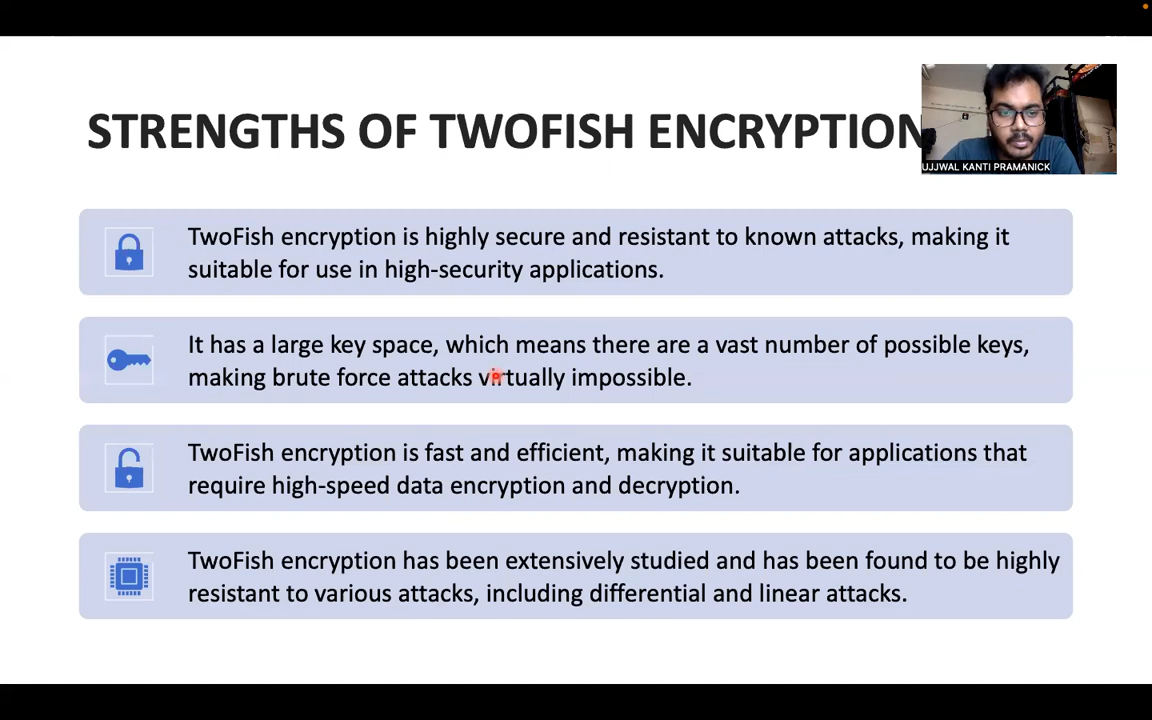 STRENGTHS OF TWOFISH ENCRYPTION
UJJWAL KANTI PRAMANICK
TwoFish encryption is highly secure and resistant to known attacks, making it
suitable for use in high-security applications.
It has a large key space, which means there are a vast number of possible keys,
making brute force attacks virtually impossible.
TwoFish encryption is fast and efficient, making it suitable for applications that
require high-speed data encryption and decryption.
TwoFish encryption has been extensively studied and has been found to be highly
resistant to various attacks, including differential and linear attacks.